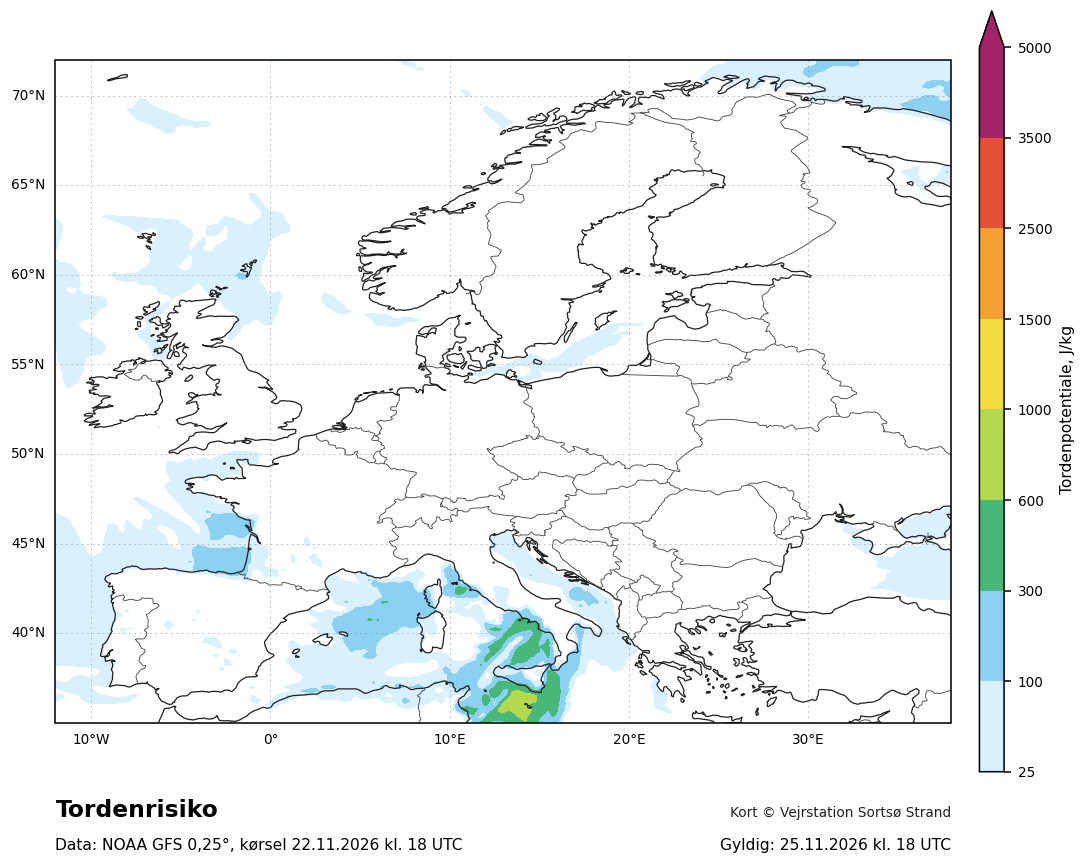 70°N
65°N
60°N
55°N
50°N
45°N
40°N
10°W
0°
10°E
20°E
30°E
5000
3500
2500
1500
1000
600
300
100
25
Tordenpotentiale, J/kg
Tordenrisiko
Kort © Vejrstation Sortsø Strand
Data: NOAA GFS 0,25°, kørsel 22.11.2026 kl. 18 UTC
Gyldig: 25.11.2026 kl. 18 UTC